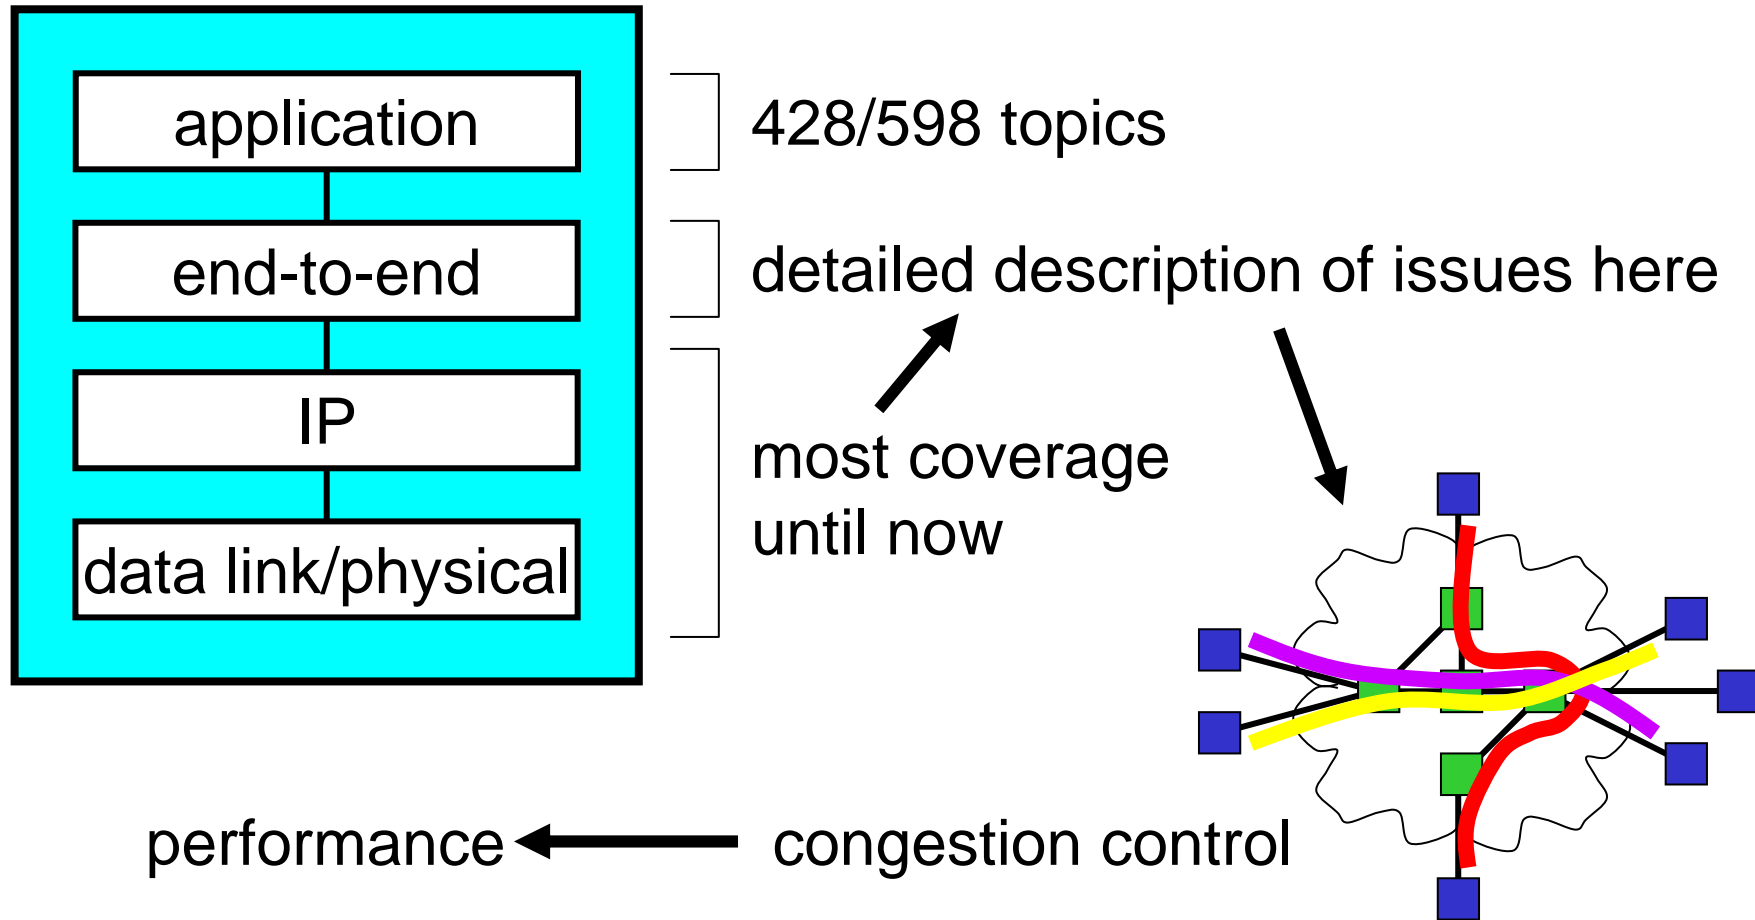 application
428/598 topics
end-to-end
detailed description of issues here
IP
most coverage
until now
data link/physical
performance
congestion control